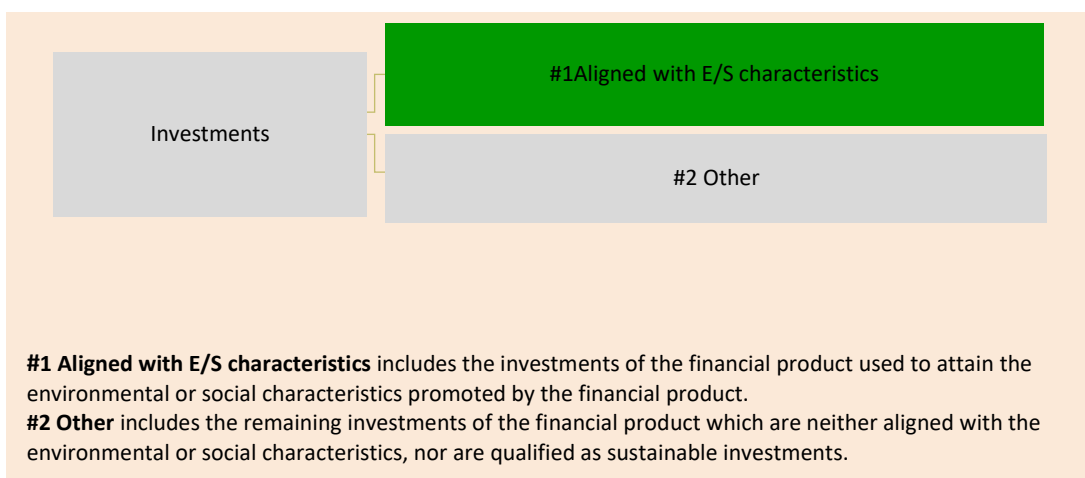 #1Aligned with E/S characteristics
Investments
#2 Other
#1 Aligned with E/S characteristics includes the investments of the financial product used to attain the
environmental or social characteristics promoted by the financial product.
#2 Other includes the remaining investments of the financial product which are neither aligned with the
environmental or social characteristics, nor are qualified as sustainable investments.